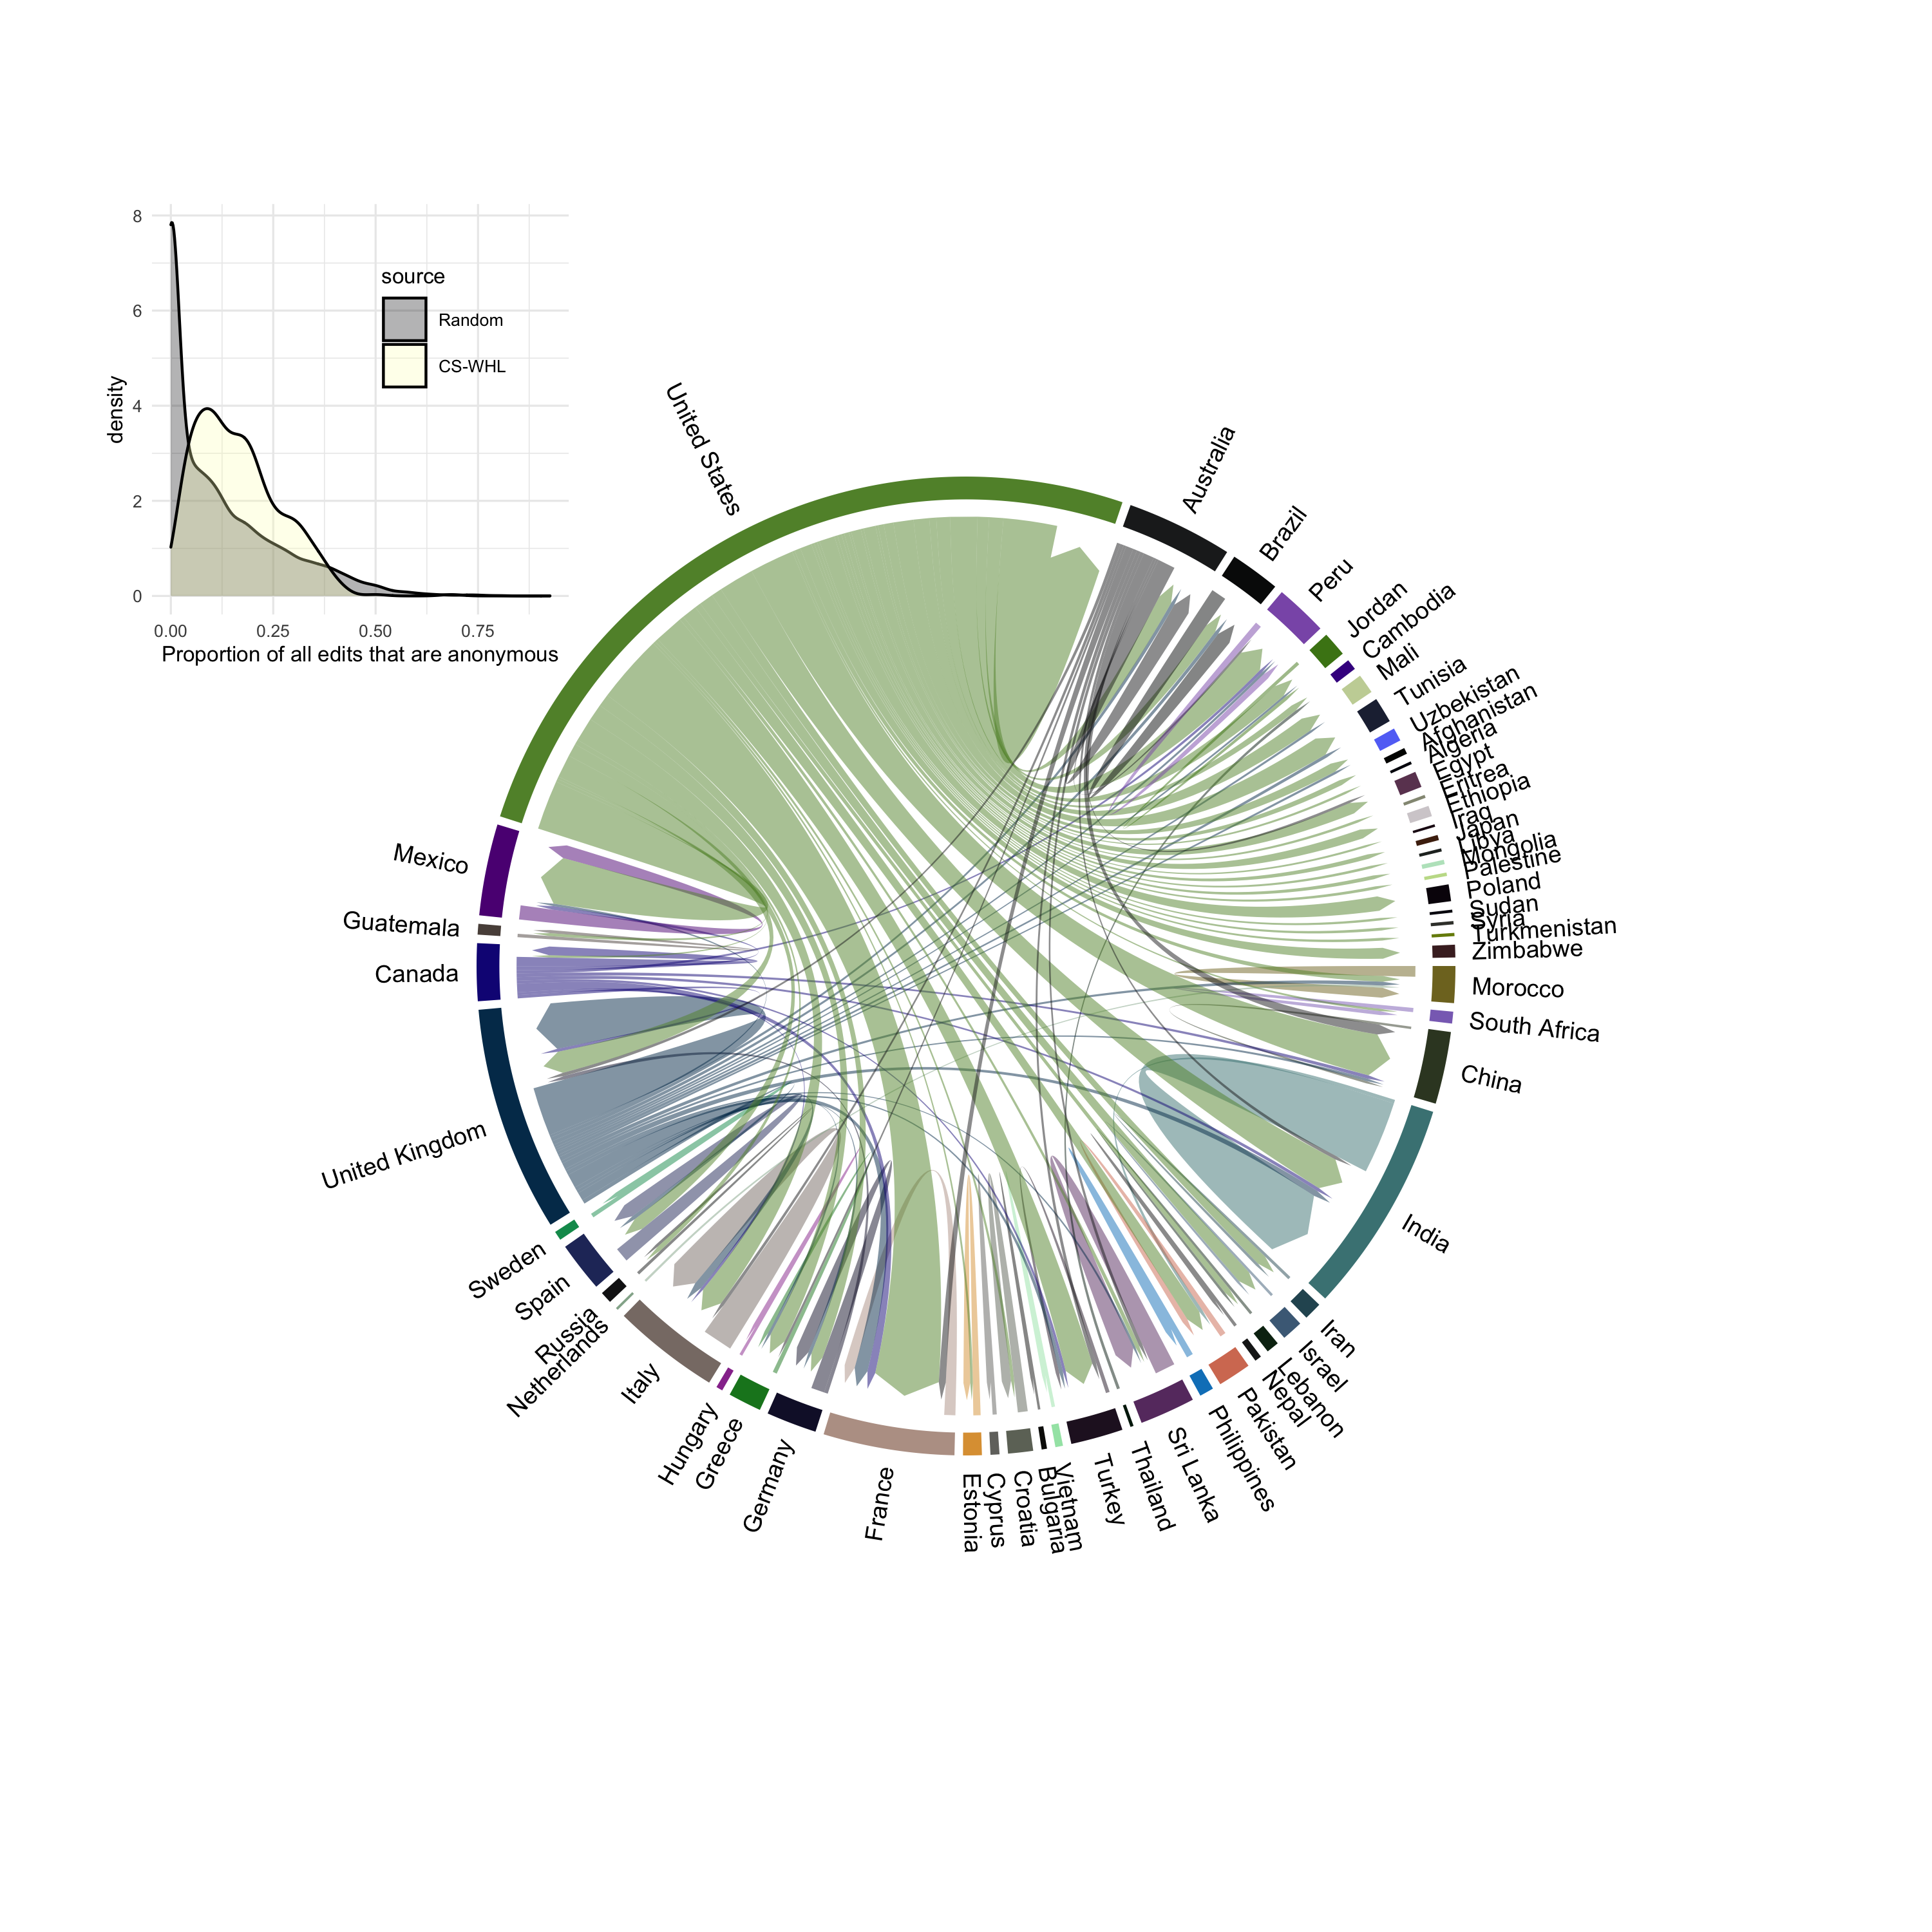 8
6
4
2
0
density
source
Random
CS-WHL
0.00
0.25
0.50
0.75
Proportion of all edits that are anonymous
United States
Australia
Brazil
Peru
Jordan
Cambodia
Mali
Tunisia
Uzbekistan
Afghanistan
Algeria
Egypt
Eritrea
Ethiopia
Iraq
Japan
Libya
Mongolia
Palestine
Poland
Sudan
Syria
Turkmenistan
Zimbabwe
Morocco
South Africa
China
India
Iran
Israel
Lebanon
Nepal
Pakistan
Philippines
Sri Lanka
Thailand
Turkey
Vietnam
Bulgaria
Croatia
Cyprus
Estonia
France
Germany
Greece
Hungary
Italy
Netherlands
Russia
Spain
Sweden
United Kingdom
Canada
Guatemala
Mexico